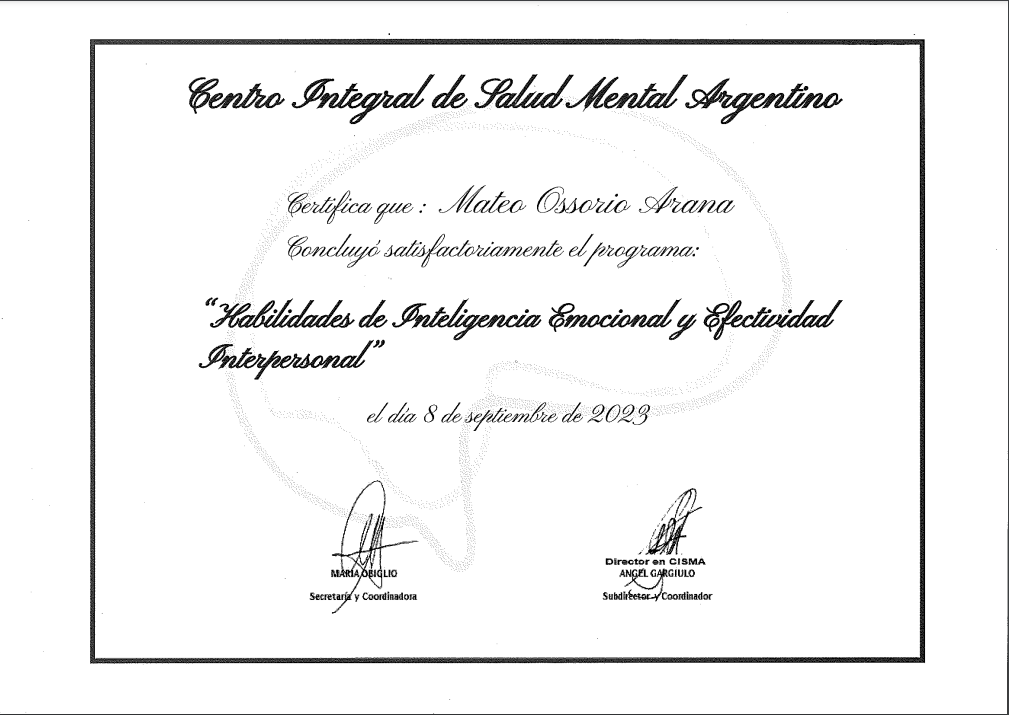 Centro Integral de Salud Mental Argentino
Certifica que : Mateo Ossorio Arana
Concluyó satisfactoriamente el programa:
“Habilidades de Inteligencia Emocional y Efectividad
Interpersonal”
el día 8 de septiembre de 2023
MARIA OBIGLIO
Secretaria y Coordinadora
Director en CISMA
ANGEL GARGIULO
Subdirector y Coordinador